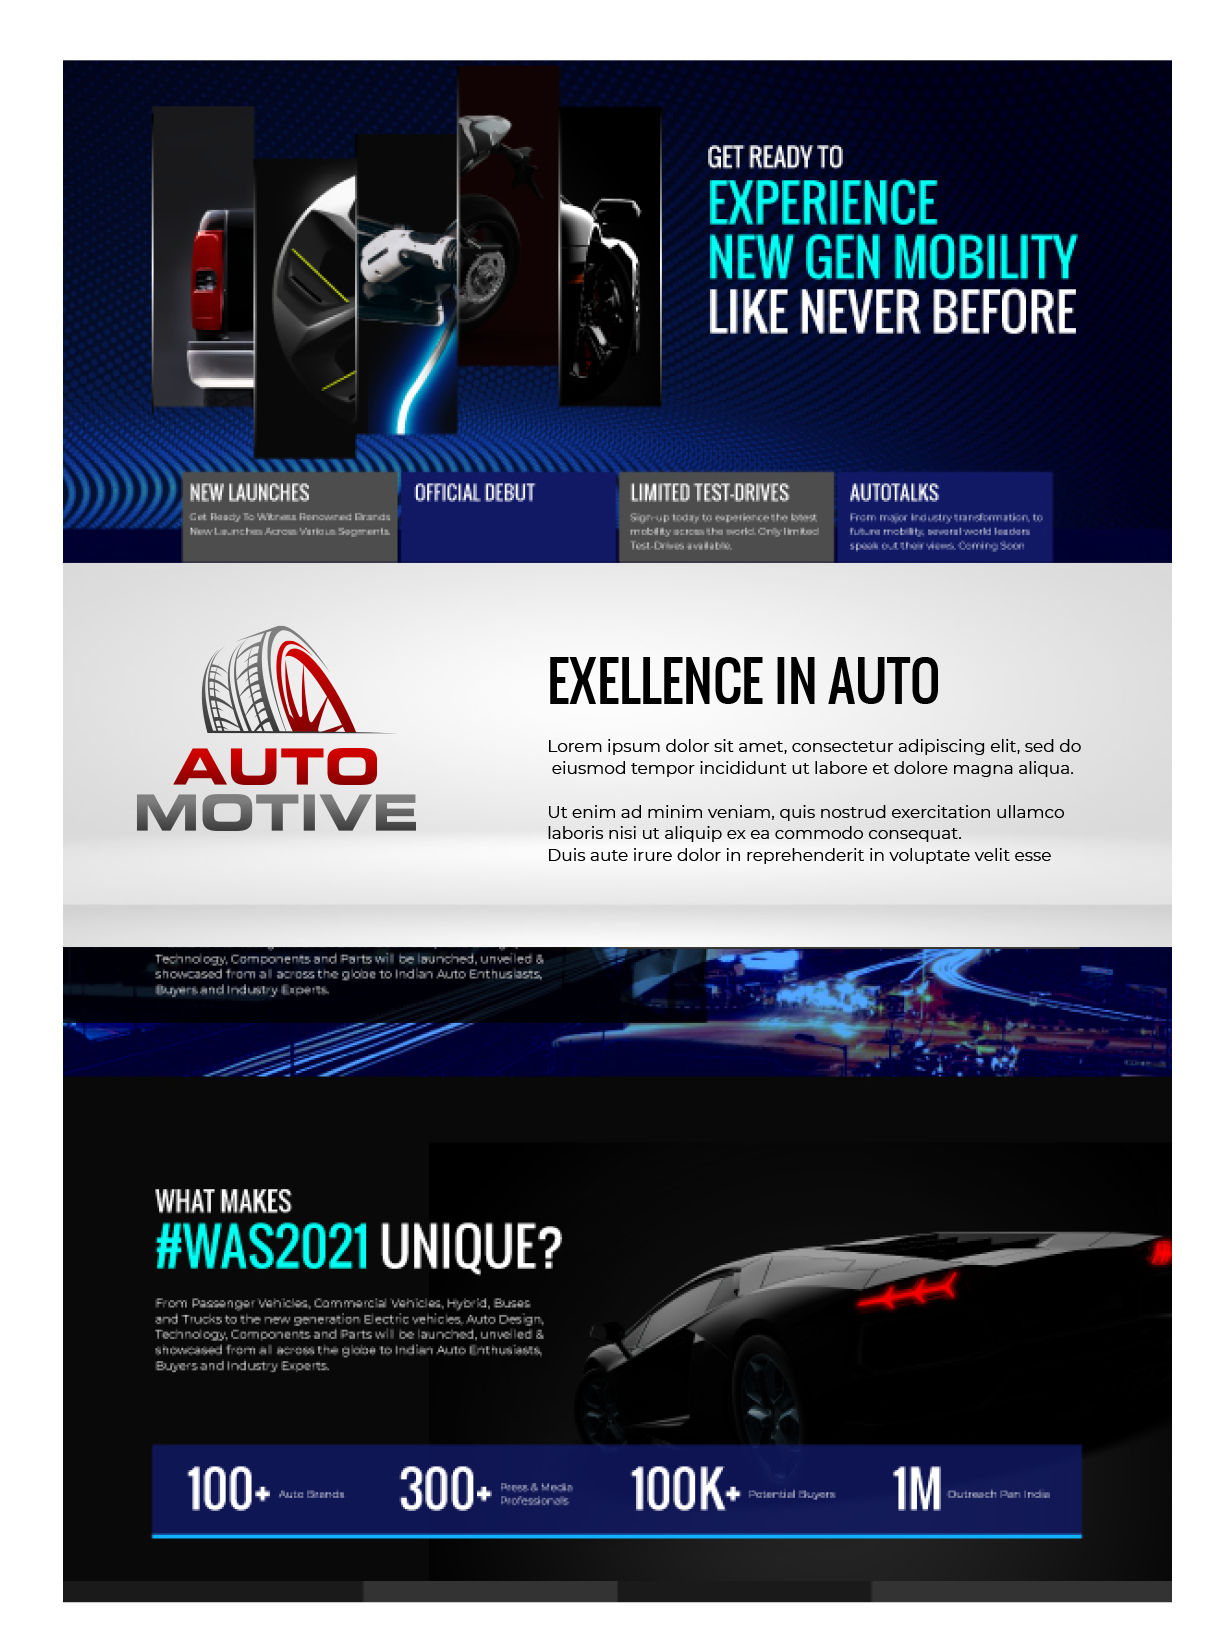 GET READY TO
EXPERIENCE
NEW GEN MOBILITY
LIKE NEVER BEFORE
NEW LAUNCHES
Get Ready To Witness Renowned Brands
New Launches Across Various Segments.
OFFICIAL DEBUT
LIMITED TEST-DRIVES
Sign-up today to experience the latest
mobility across the world. Only limited
Test-Drives available.
AUTOTALKS
From major industry transformation, to
future mobility, several world leaders
speak out their views. Coming Soon
AUTO
MOTIVE
EXELLENCE IN AUTO
Lorem ipsum dolor sit amet, consectetur adipiscing elit, sed do
eiusmod tempor incididunt ut labore et dolore magna aliqua.
Ut enim ad minim veniam, quis nostrud exercitation ullamco
laboris nisi ut aliquip ex ea commodo consequat.
Duis aute irure dolor in reprehenderit in voluptate velit esse
Technology, Components and Parts will be launched, unveiled &
showcased from all across the globe to Indian Auto Enthusiasts,
Buyers and Industry Experts.
WHAT MAKES
#WAS2021 UNIQUE?
From Passenger Vehicles, Commercial Vehicles, Hybrid, Buses
and Trucks to the new generation Electric vehicles, Auto Design,
Technology, Components and Parts will be launched, unveiled &
showcased from all across the globe to Indian Auto Enthusiasts,
Buyers and Industry Experts.
100+ Auto Brands
300+ Press & Media
Professionals
100K+ Potential Buyers
1M Outreach Pan India